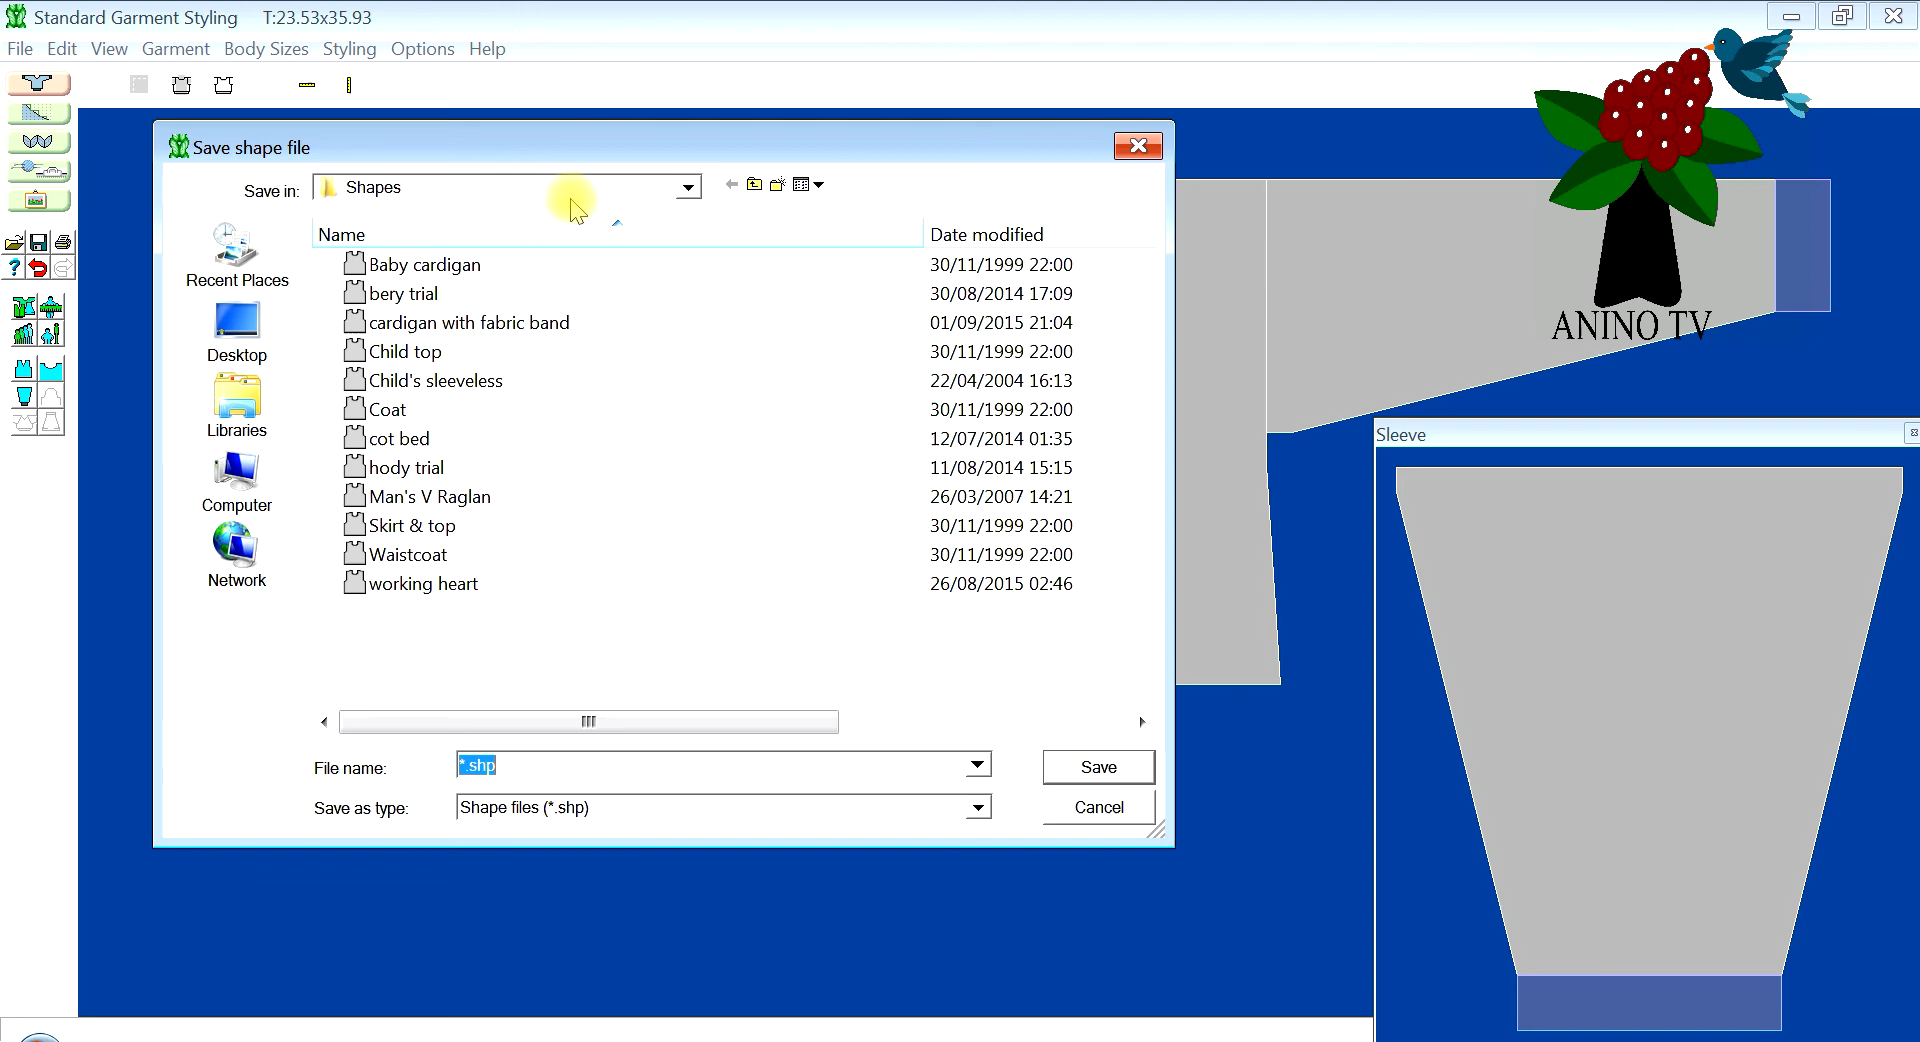 Standard Garment Styling T:23.53x35.93
File Edit View Garment Body Sizes Styling Options Help
Save shape file
Save in: Shapes
Name Date modified
Recent Places
Desktop
Libraries
Computer
Network
Baby cardigan 30/11/1999 22:00
bery trial 30/08/2014 17:09
cardigan with fabric band 01/09/2015 21:04
Child top 30/11/1999 22:00
Child's sleeveless 22/04/2004 16:13
Coat 30/11/1999 22:00
cot bed 12/07/2014 01:35
hody trial 11/08/2014 15:15
Man's V Raglan 26/03/2007 14:21
Skirt & top 30/11/1999 22:00
Waistcoat 30/11/1999 22:00
working heart 26/08/2015 02:46
File name: *.shp Save
Save as type: Shape files (*.shp) Cancel
ANINO TV
Sleeve